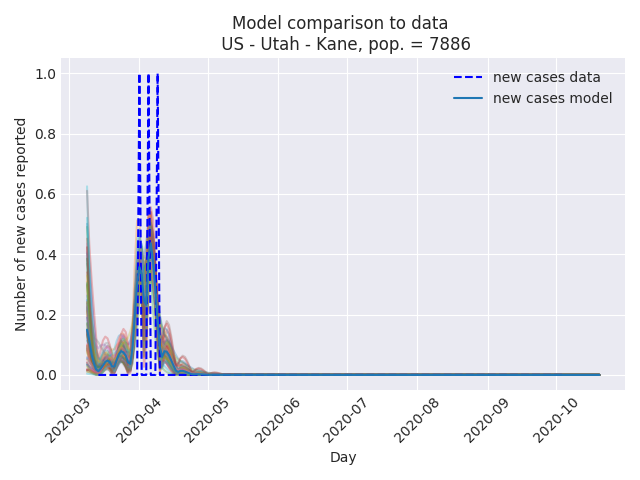 Model comparison to data
US - Utah - Kane, pop. = 7886
new cases data
new cases model
Number of new cases reported
1.0
0.8
0.6
0.4
0.2
0.0
2020-03
2020-04
2020-05
2020-06
2020-07
2020-08
2020-09
2020-10
Day